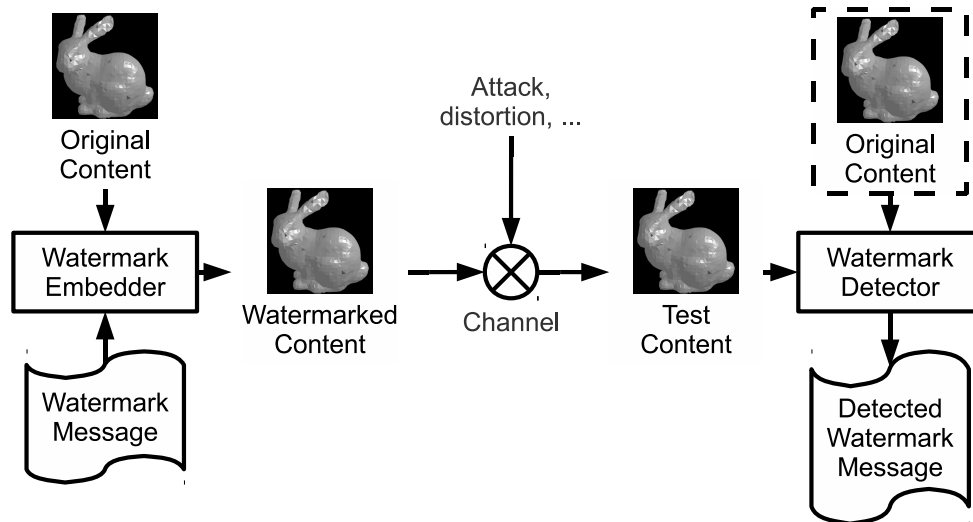 Original
Content
Watermark
Embedder
Watermark
Message
Watermarked
Content
Attack,
distortion, ...
Channel
Test
Content
Original
Content
Watermark
Detector
Detected
Watermark
Message